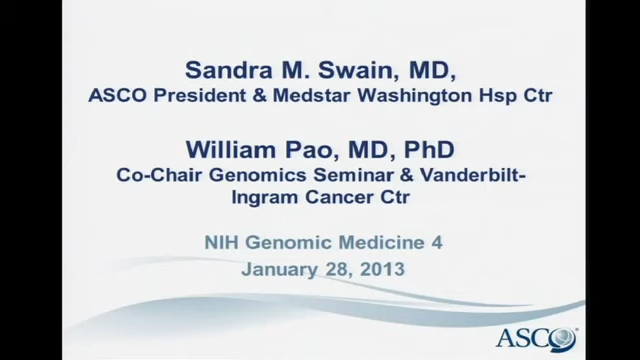 Sandra M. Swain, MD,
ASCO President & Medstar Washington Hsp Ctr
William Pao, MD, PhD
Co-Chair Genomics Seminar & Vanderbilt-
Ingram Cancer Ctr
NIH Genomic Medicine 4
January 28, 2013
ASCO